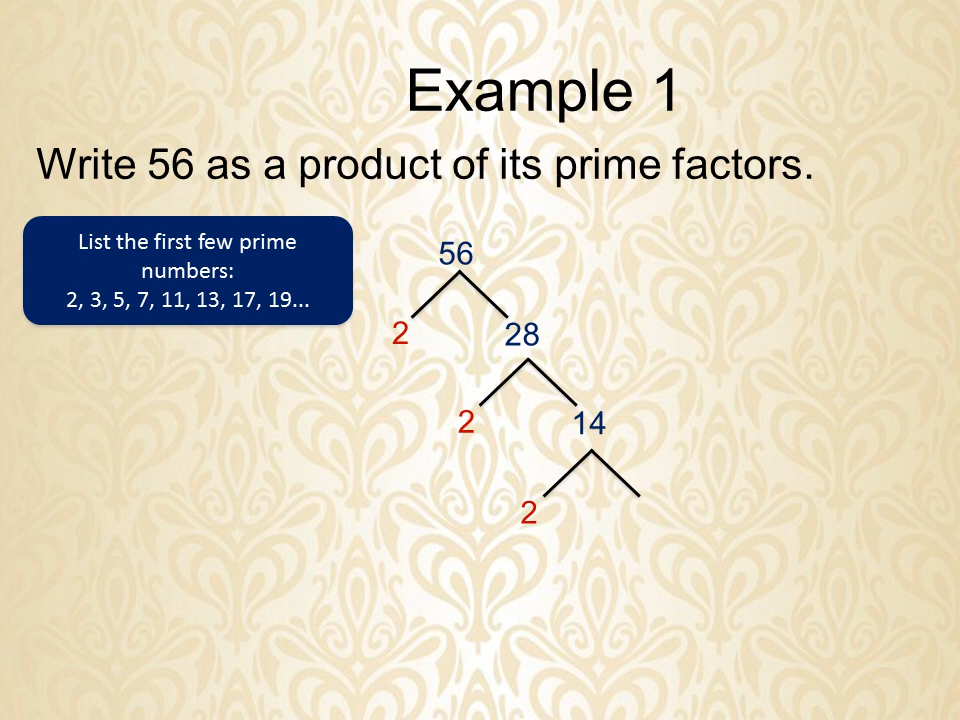 Example 1
Write 56 as a product of its prime factors.
List the first few prime
numbers:
2, 3, 5, 7, 11, 13, 17, 19...
56
2 28
2 14
2